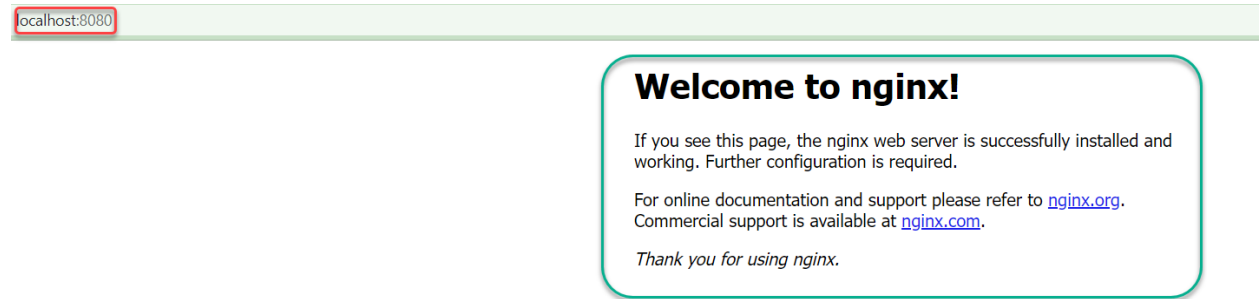 localhost:8080
Welcome to nginx!
If you see this page, the nginx web server is successfully installed and
working. Further configuration is required.
For online documentation and support please refer to nginx.org.
Commercial support is available at nginx.com.
Thank you for using nginx.